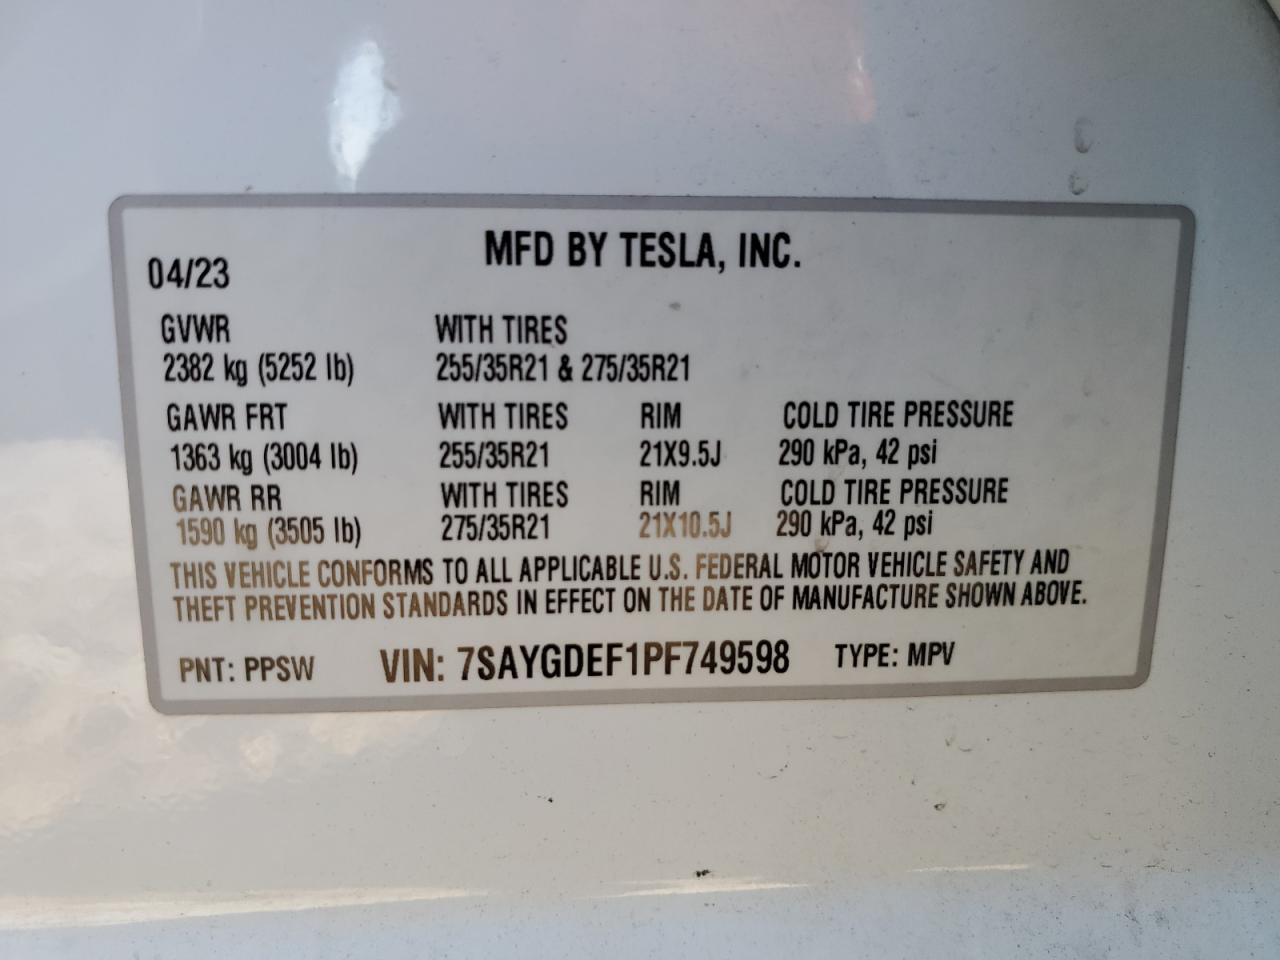 MFD BY TESLA, INC.
04/23
GVWR WITH TIRES
2382 kg (5252 lb) 255/35R21 & 275/35R21
GAWR FRT WITH TIRES RIM COLD TIRE PRESSURE
1363 kg (3004 lb) 255/35R21 21X9.5J 290 kPa, 42 psi
GAWR RR WITH TIRES RIM COLD TIRE PRESSURE
1590 kg (3505 lb) 275/35R21 21X10.5J 290 kPa, 42 psi
THIS VEHICLE CONFORMS TO ALL APPLICABLE U.S. FEDERAL MOTOR VEHICLE SAFETY AND
THEFT PREVENTION STANDARDS IN EFFECT ON THE DATE OF MANUFACTURE SHOWN ABOVE.
PNT: PPSW VIN: 7SAYGDEF1PF749598 TYPE: MPV